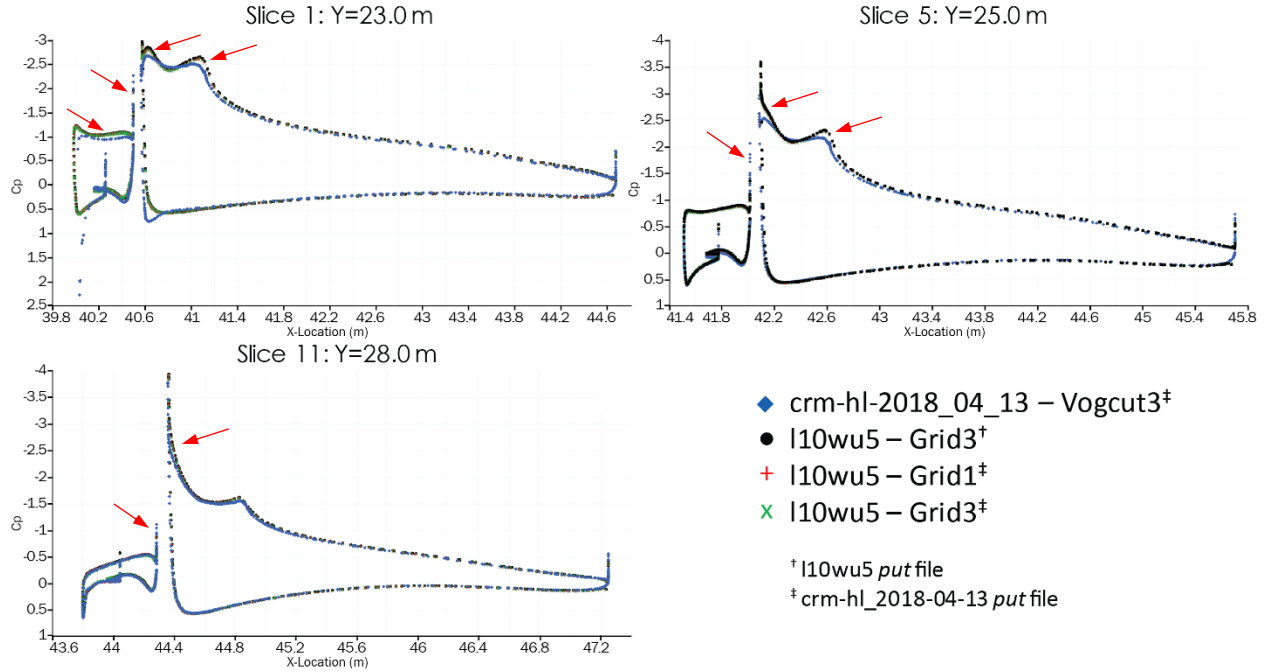 Slice 1: Y=23.0 m
-3
-2.5
-2
-1.5
-1
-0.5
0
0.5
1
1.5
2
2.5
Cp
39.8 40.2 40.6 41 41.4 41.8 42.2 42.6 43 43.4 43.8 44.2 44.6
X-Location (m)
Slice 5: Y=25.0 m
-4
-3.5
-3
-2.5
-2
-1.5
-1
-0.5
0
0.5
1
Cp
41.4 41.8 42.2 42.6 43 43.4 43.8 44.2 44.6 45 45.4 45.8
X-Location (m)
Slice 11: Y=28.0 m
-4
-3.5
-3
-2.5
-2
-1.5
-1
-0.5
0
0.5
1
Cp
43.6 44 44.4 44.8 45.2 45.6 46 46.4 46.8 47.2
X-Location (m)
crm-hl-2018_04_13 – Vogcut3‡
l10wu5 – Grid3†
l10wu5 – Grid1‡
l10wu5 – Grid3‡
† l10wu5 put file
‡ crm-hl_2018-04-13 put file